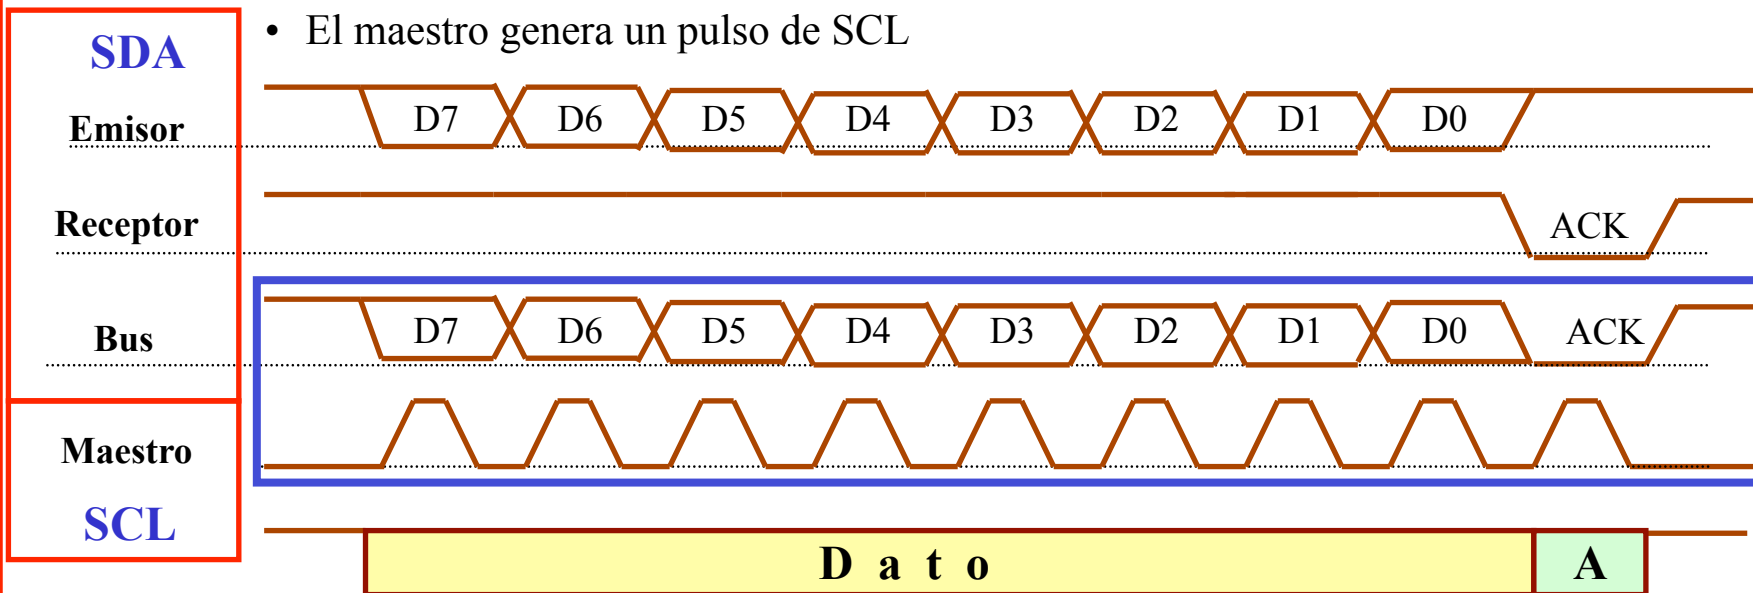 • El maestro genera un pulso de SCL
SDA
Emisor D7 D6 D5 D4 D3 D2 D1 D0
Receptor ACK
Bus D7 D6 D5 D4 D3 D2 D1 D0 ACK
Maestro
SCL
Dato A